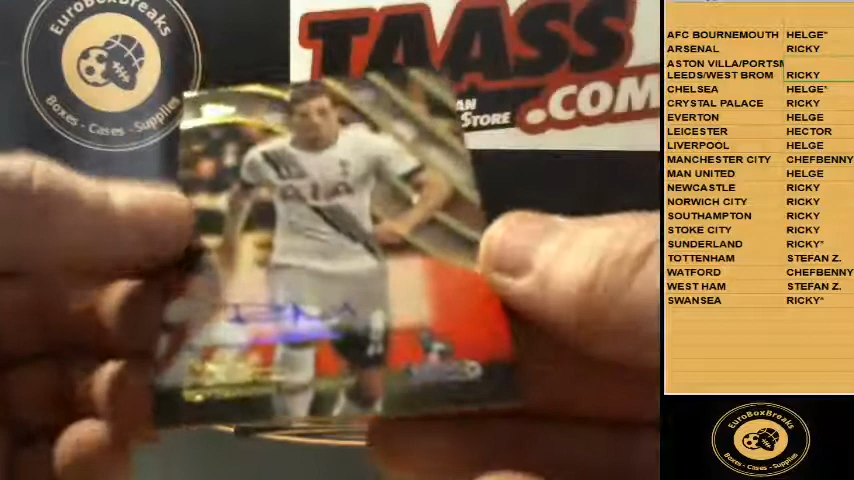 EuroBoxBreaks
Boxes - Cases - Supplies
TAASS
.COM
AN
STORE
AIA
AFC BOURNEMOUTH HELGE*
ARSENAL RICKY
ASTON VILLA/PORTSM
LEEDS/WEST BROM RICKY
CHELSEA HELGE*
CRYSTAL PALACE RICKY
EVERTON HELGE
LEICESTER HECTOR
LIVERPOOL HELGE
MANCHESTER CITY CHEFBENNY
MAN UNITED HELGE
NEWCASTLE RICKY
NORWICH CITY RICKY
SOUTHAMPTON RICKY
STOKE CITY RICKY
SUNDERLAND RICKY*
TOTTENHAM STEFAN Z.
WATFORD CHEFBENNY
WEST HAM STEFAN Z.
SWANSEA RICKY*
EuroBoxBreaks
Boxes - Cases - Supplies